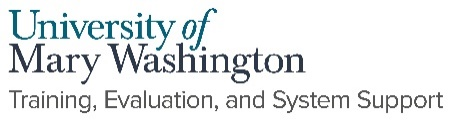 University of
Mary Washington
Training, Evaluation, and System Support